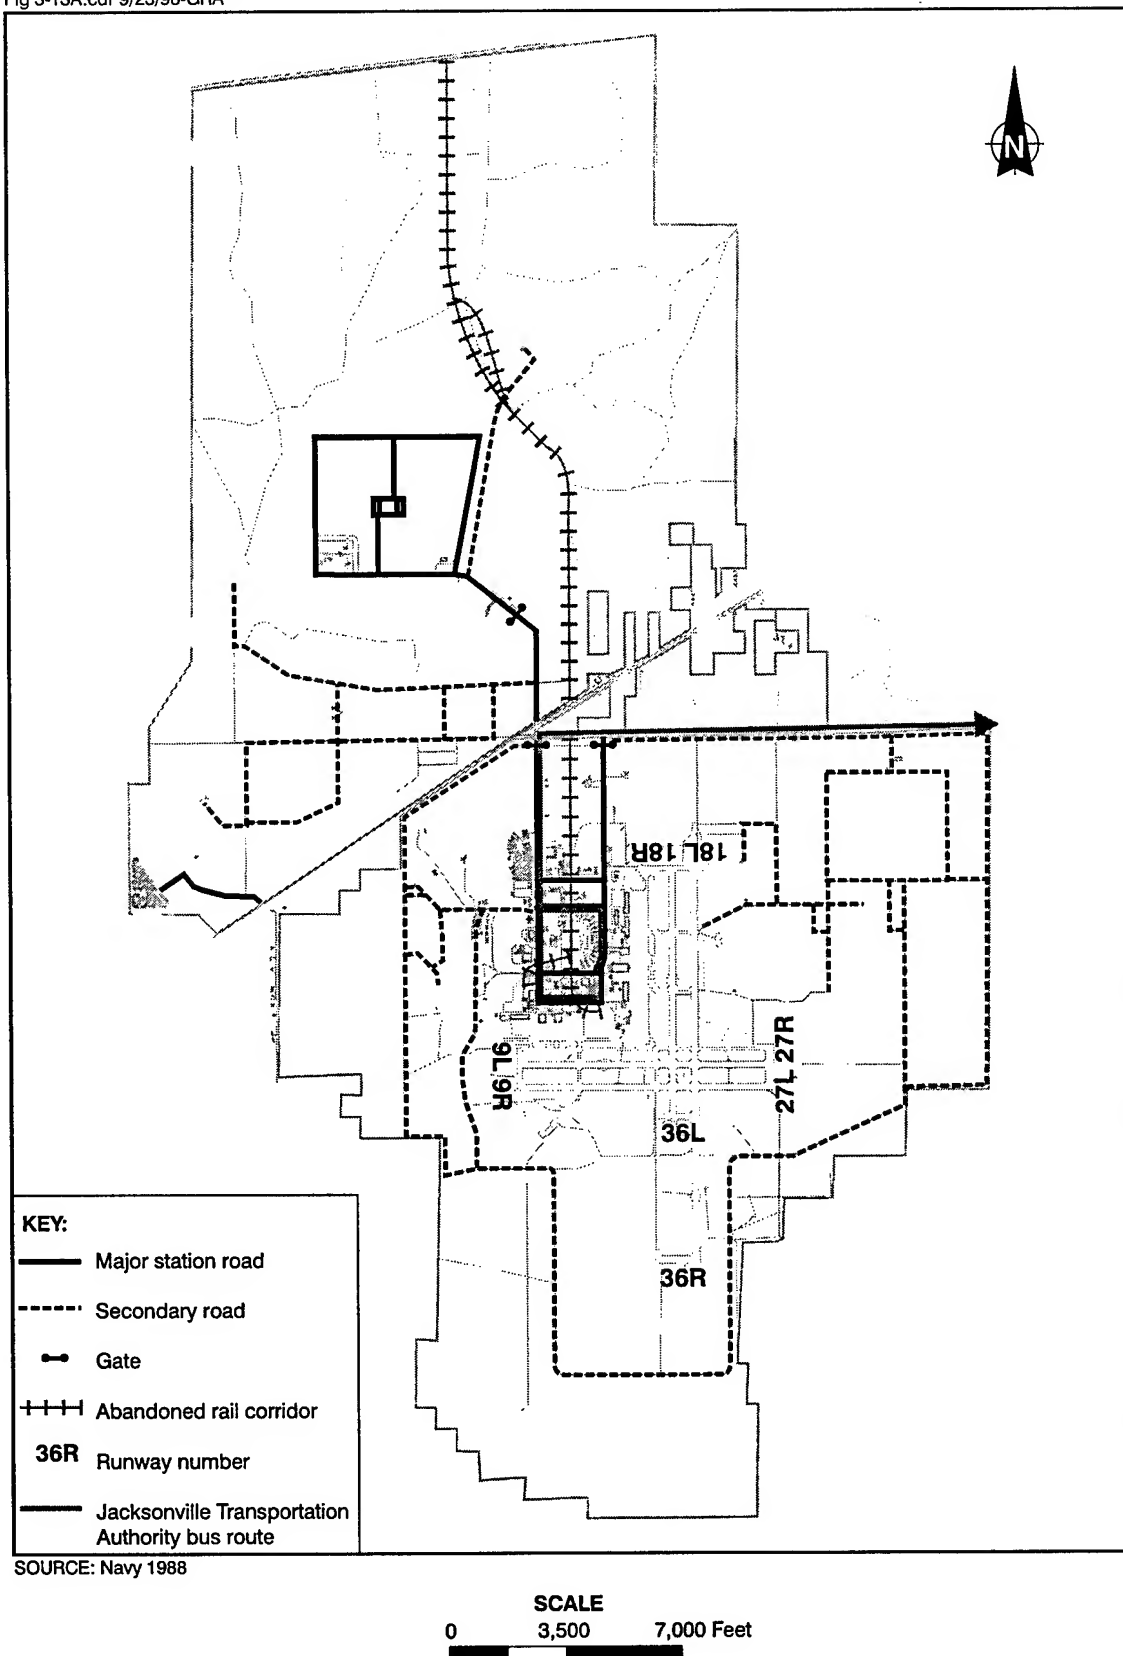 N
18L 18R
9L 9R
27L 27R
36L
36R
KEY:
Major station road
Secondary road
Gate
Abandoned rail corridor
36R Runway number
Jacksonville Transportation
Authority bus route
SOURCE: Navy 1988
SCALE
0 3,500 7,000 Feet